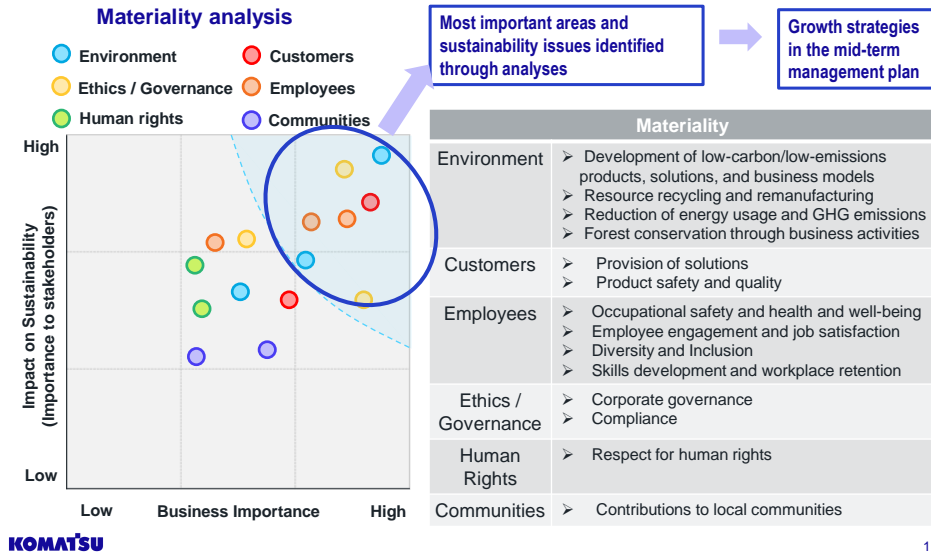 Materiality analysis
Environment
Customers
Ethics / Governance
Employees
Human rights
Communities
Most important areas and
sustainability issues identified
through analyses
Growth strategies
in the mid-term
management plan
High
Impact on Sustainability
(Importance to stakeholders)
Low
Low
Business Importance
High
Materiality
Environment
➢ Development of low-carbon/low-emissions
products, solutions, and business models
➢ Resource recycling and remanufacturing
➢ Reduction of energy usage and GHG emissions
➢ Forest conservation through business activities
Customers
➢ Provision of solutions
➢ Product safety and quality
Employees
➢ Occupational safety and health and well-being
➢ Employee engagement and job satisfaction
➢ Diversity and Inclusion
➢ Skills development and workplace retention
Ethics /
Governance
➢ Corporate governance
➢ Compliance
Human
Rights
➢ Respect for human rights
Communities
➢ Contributions to local communities
KOMATSU
1